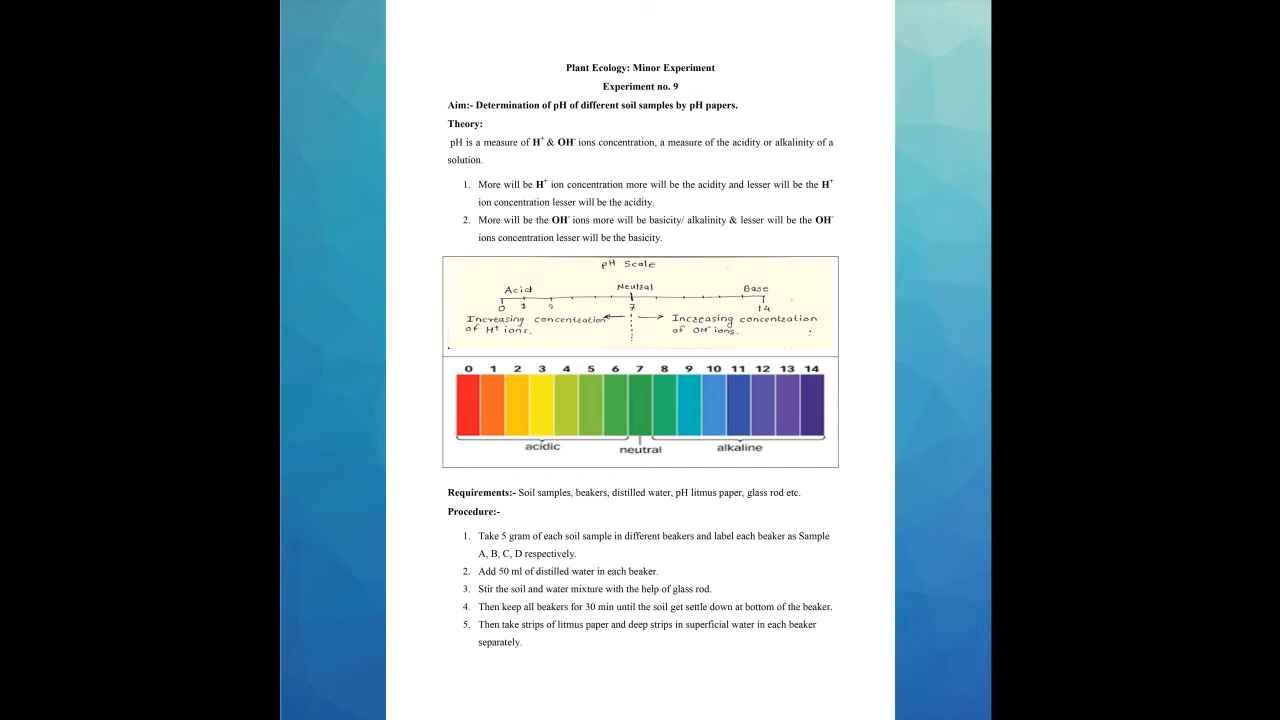 Plant Ecology: Minor Experiment
Experiment no. 9
Aim:- Determination of pH of different soil samples by pH papers.
Theory:
pH is a measure of H⁺ & OH⁻ ions concentration, a measure of the acidity or alkalinity of a
solution.
1. More will be H⁺ ion concentration more will be the acidity and lesser will be the H⁺
ion concentration lesser will be the acidity.
2. More will be the OH⁻ ions more will be basicity/ alkalinity & lesser will be the OH⁻
ions concentration lesser will be the basicity.
pH Scale
Acid Neutral Base
0 1 2 7 14
Increasing concentration Increasing concentration
of H⁺ ions. of OH⁻ ions.
0 1 2 3 4 5 6 7 8 9 10 11 12 13 14
acidic neutral alkaline
Requirements:- Soil samples, beakers, distilled water, pH litmus paper, glass rod etc.
Procedure:-
1. Take 5 gram of each soil sample in different beakers and label each beaker as Sample
A, B, C, D respectively.
2. Add 50 ml of distilled water in each beaker.
3. Stir the soil and water mixture with the help of glass rod.
4. Then keep all beakers for 30 min until the soil get settle down at bottom of the beaker.
5. Then take strips of litmus paper and deep strips in superficial water in each beaker
separately.